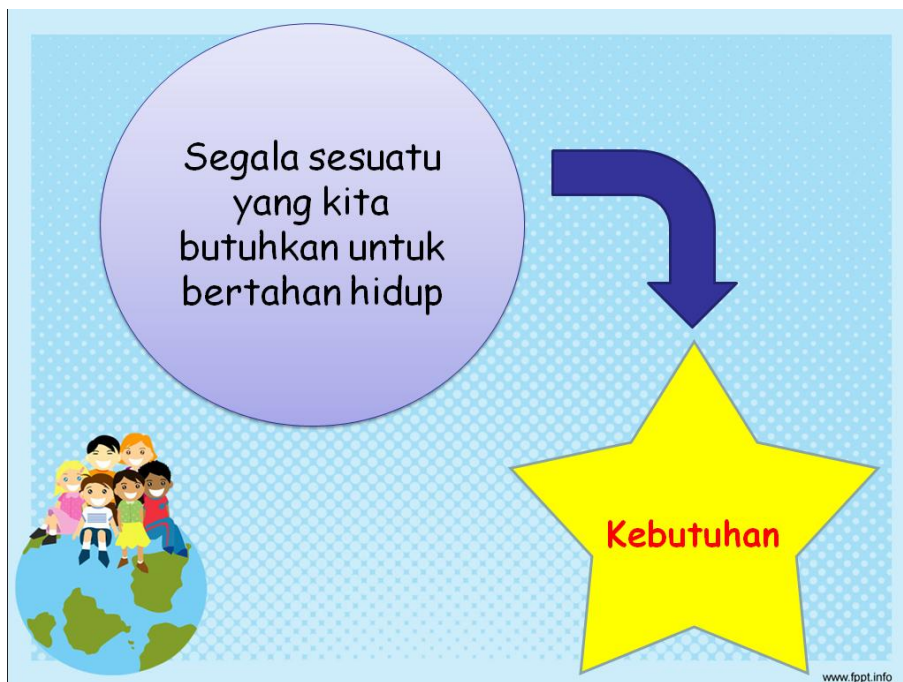 Segala sesuatu
yang kita
butuhkan untuk
bertahan hidup
Kebutuhan
www.fppt.info